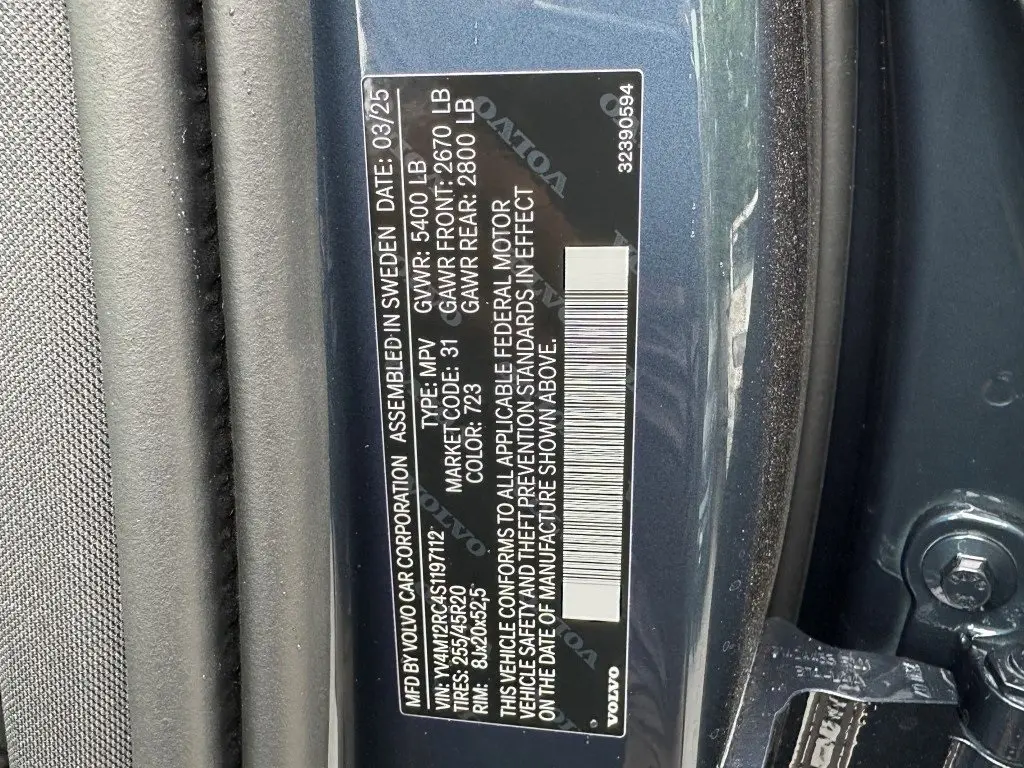 MFD BY VOLVO CAR CORPORATION ASSEMBLED IN SWEDEN DATE: 03/25
VIN: YV4M12RC4S1197112 TYPE: MPV GVWR: 5400 LB
TIRES: 255/45R20 MARKET CODE: 31 GAWR FRONT: 2670 LB
RIM: 8Jx20x52,5 COLOR: 723 GAWR REAR: 2800 LB
THIS VEHICLE CONFORMS TO ALL APPLICABLE FEDERAL MOTOR
VEHICLE SAFETY AND THEFT PREVENTION STANDARDS IN EFFECT
ON THE DATE OF MANUFACTURE SHOWN ABOVE.
VOLVO
32390594